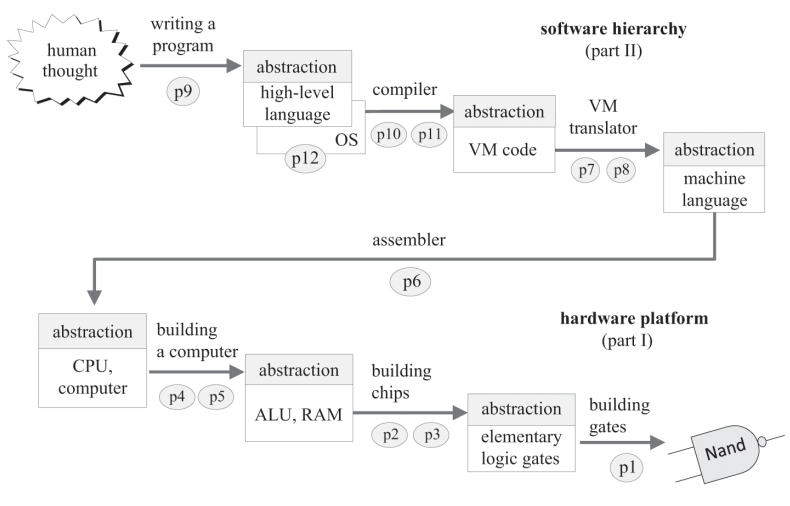 human
thought
writing a
program
p9
abstraction
high-level
language
OS
p12
compiler
p10 p11
software hierarchy
(part II)
abstraction
VM code
VM
translator
p7 p8
abstraction
machine
language
assembler
p6
hardware platform
(part I)
abstraction
CPU,
computer
building
a computer
p4 p5
abstraction
ALU, RAM
building
chips
p2 p3
abstraction
elementary
logic gates
building
gates
p1
Nand